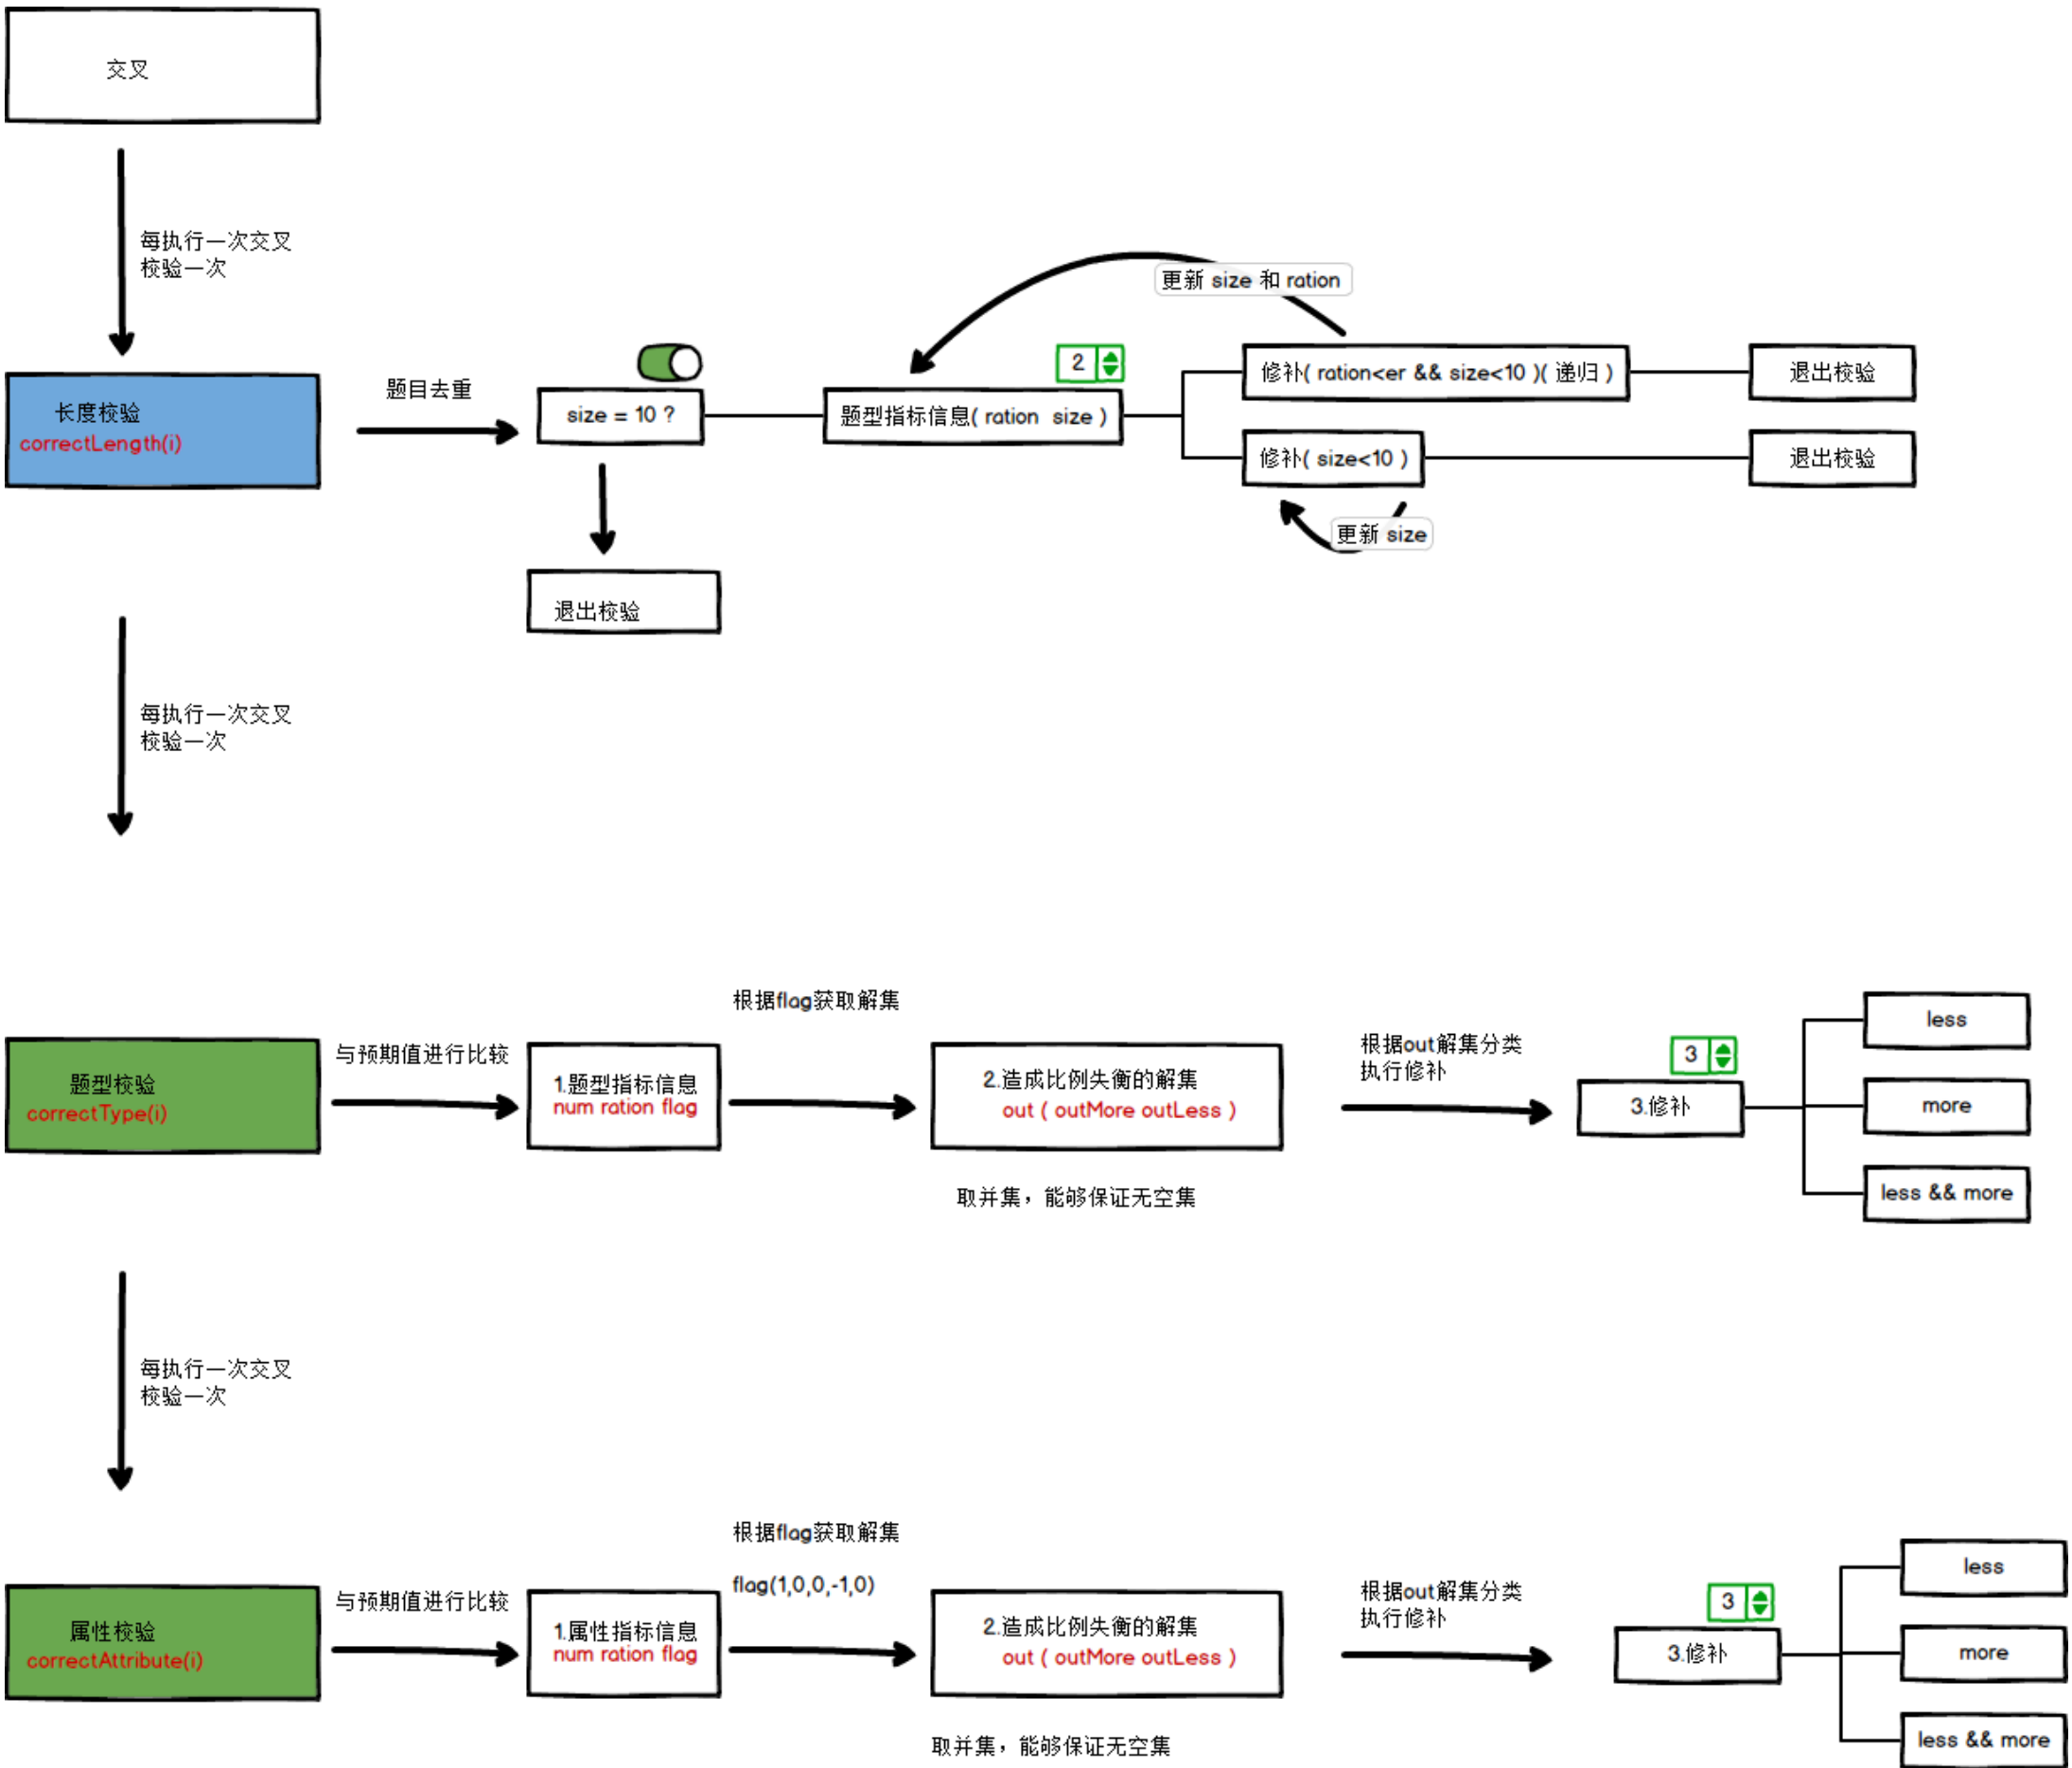 交叉
每执行一次交叉
校验一次
更新 size 和 ration
长度校验
correctLength(i)
题目去重
size = 10 ?
2
题型指标信息( ration size )
修补( ration<er && size<10 )( 递归 )
退出校验
修补( size<10 )
退出校验
更新 size
退出校验
每执行一次交叉
校验一次
题型校验
correctType(i)
与预期值进行比较
1.题型指标信息
num ration flag
根据flag获取解集
2.造成比例失衡的解集
out ( outMore outLess )
取并集，能够保证无空集
根据out解集分类
执行修补
3
3.修补
less
more
less && more
每执行一次交叉
校验一次
属性校验
correctAttribute(i)
与预期值进行比较
1.属性指标信息
num ration flag
根据flag获取解集
flag(1,0,0,-1,0)
2.造成比例失衡的解集
out ( outMore outLess )
取并集，能够保证无空集
根据out解集分类
执行修补
3
3.修补
less
more
less && more